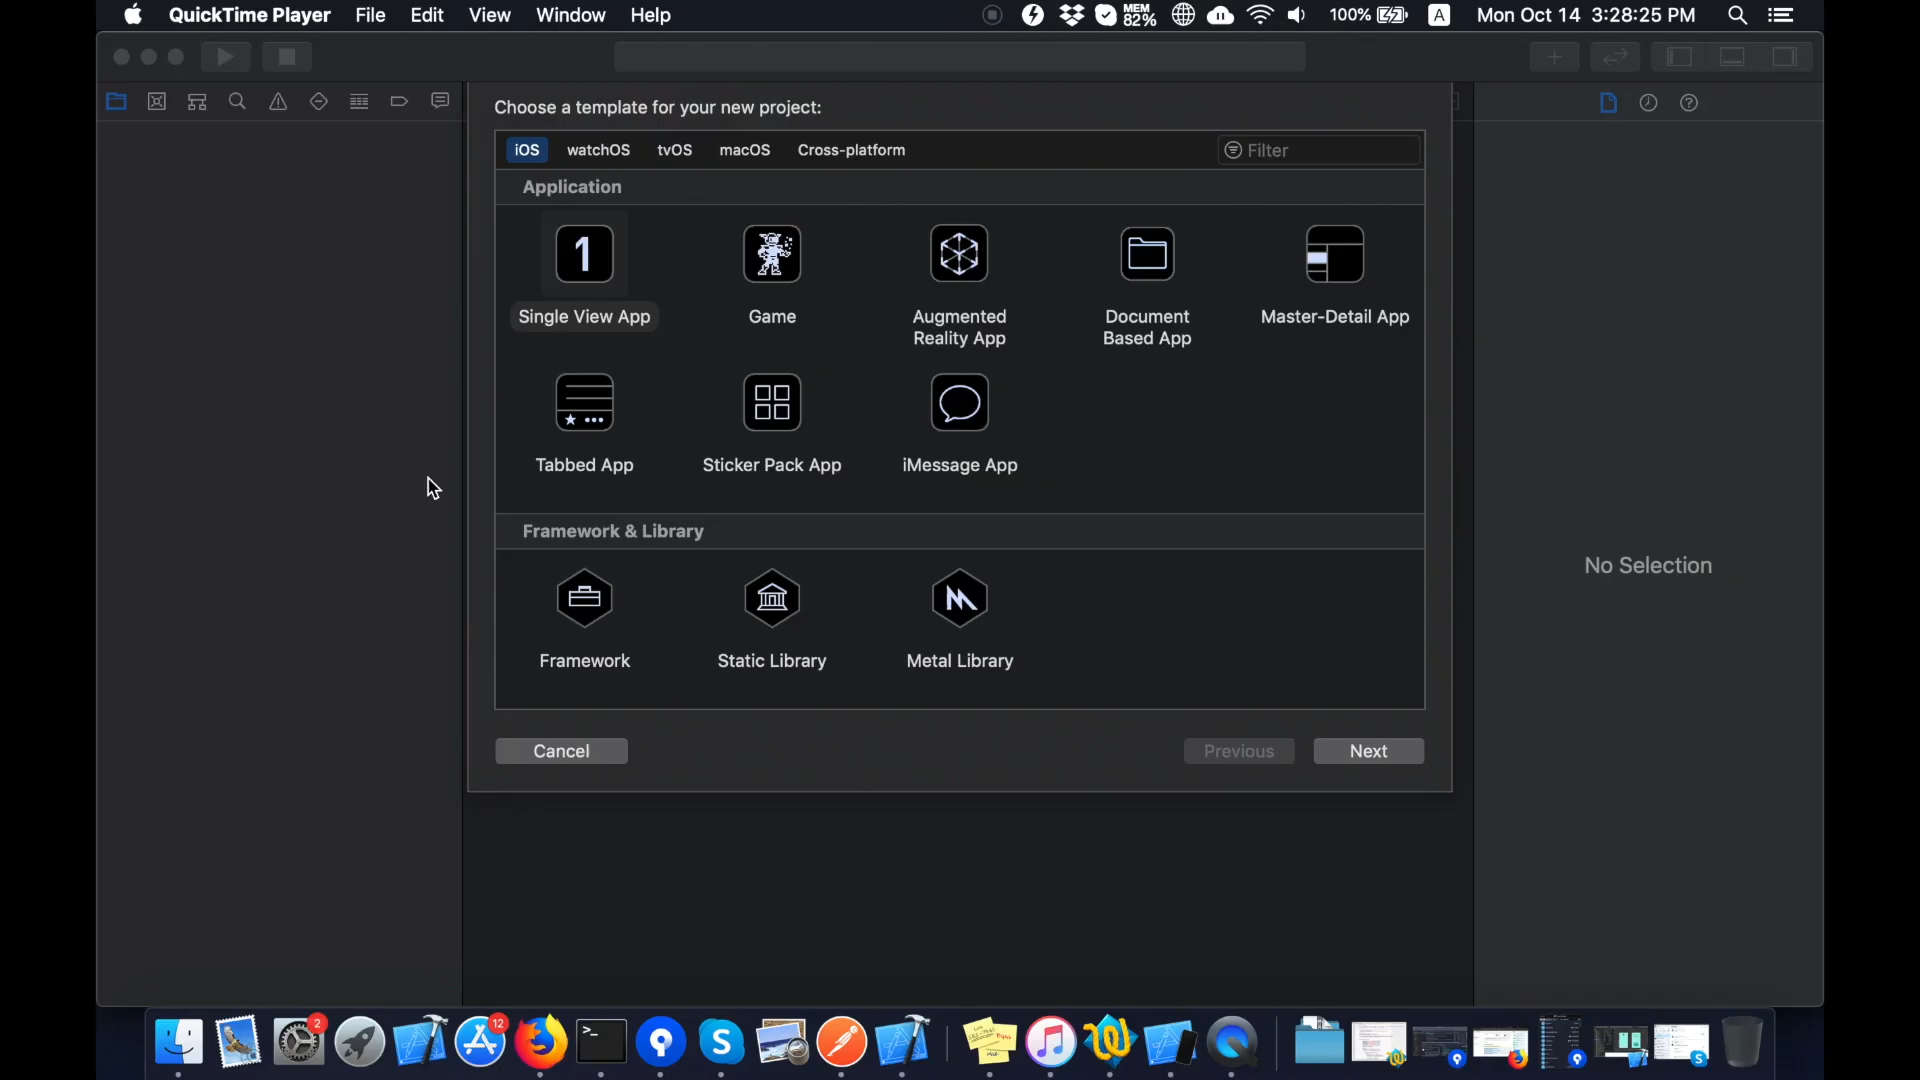 QuickTime Player File Edit View Window Help MEM 82% 100% A Mon Oct 14 3:28:25 PM
Choose a template for your new project:
iOS watchOS tvOS macOS Cross-platform Filter
Application
1
Single View App Game Augmented Reality App Document Based App Master-Detail App
Tabbed App Sticker Pack App iMessage App
Framework & Library
Framework Static Library Metal Library
No Selection
Cancel Previous Next
2 12